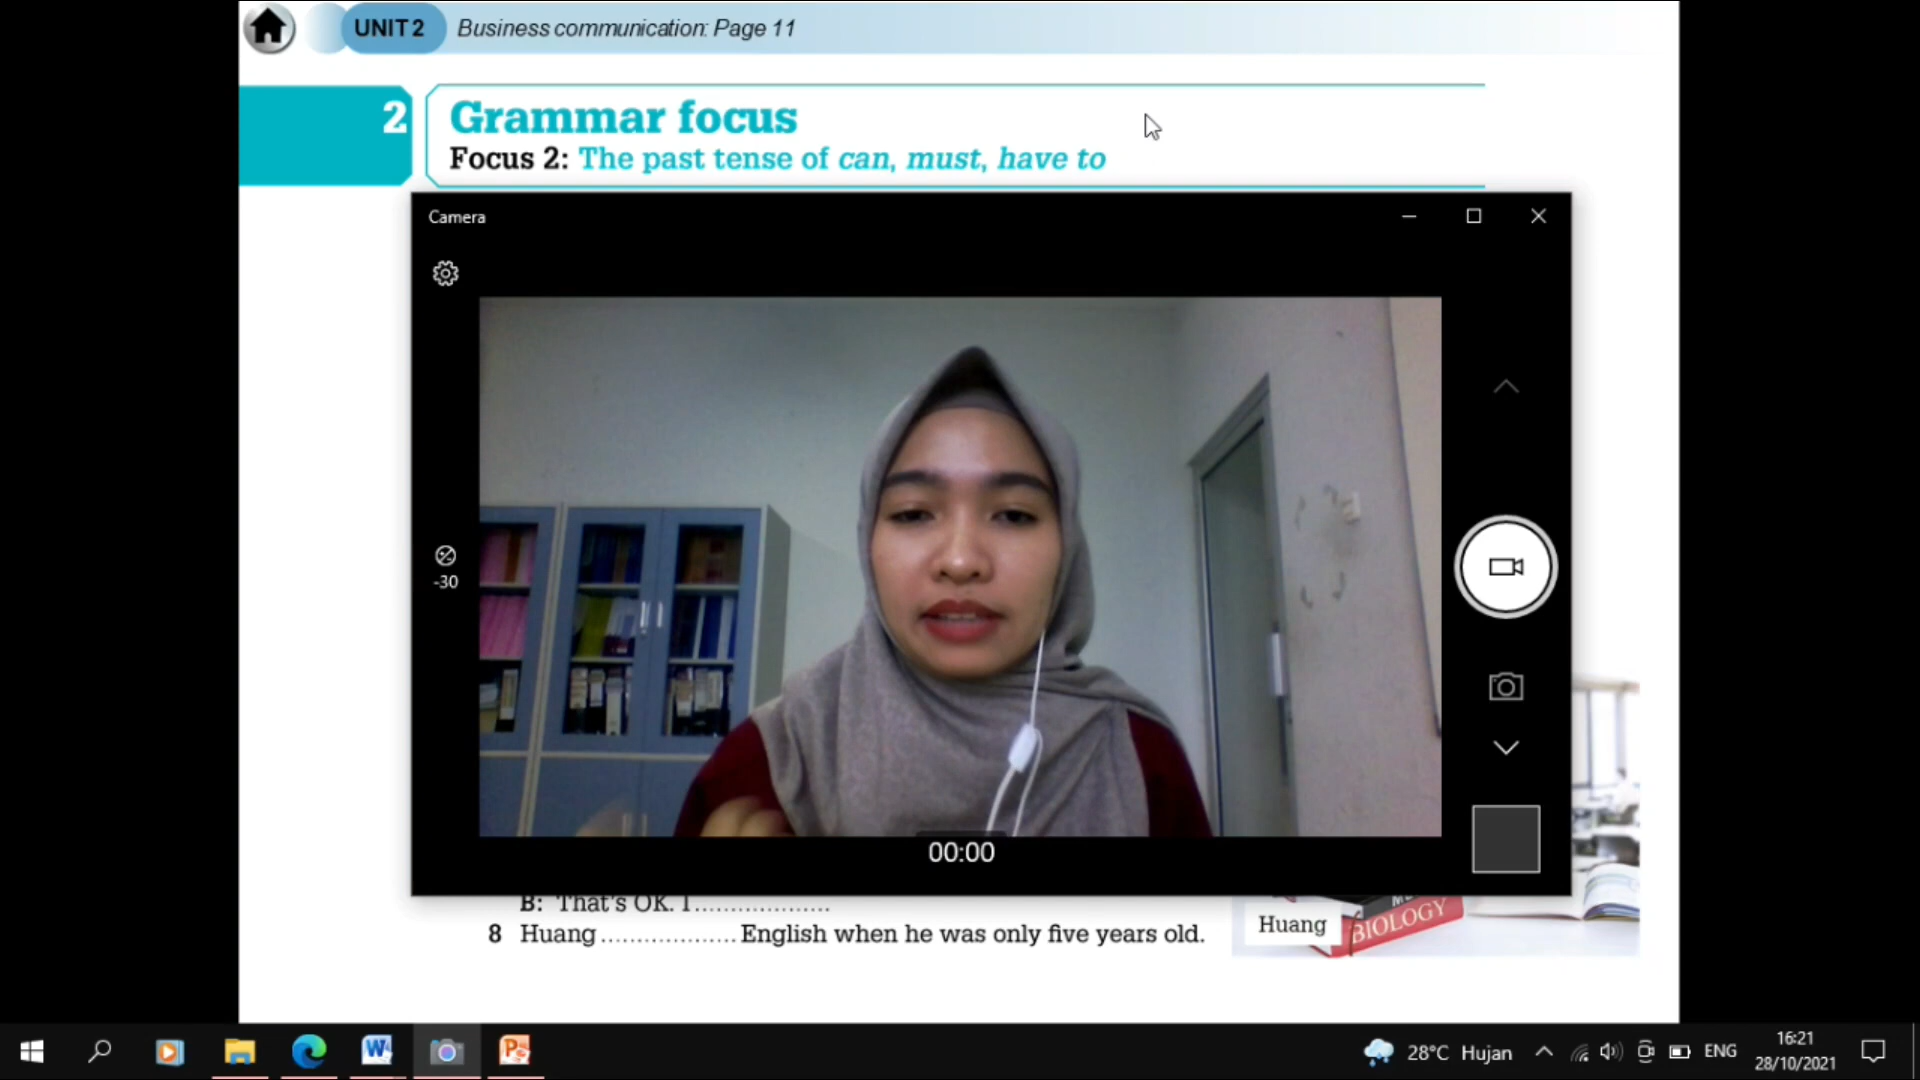 UNIT 2 Business communication: Page 11
2
Grammar focus
Focus 2: The past tense of can, must, have to
Camera
-30
00:00
B: That's OK. I...................
8 Huang ................... English when he was only five years old.
Huang
BIOLOGY
28°C Hujan
ENG
16:21
28/10/2021